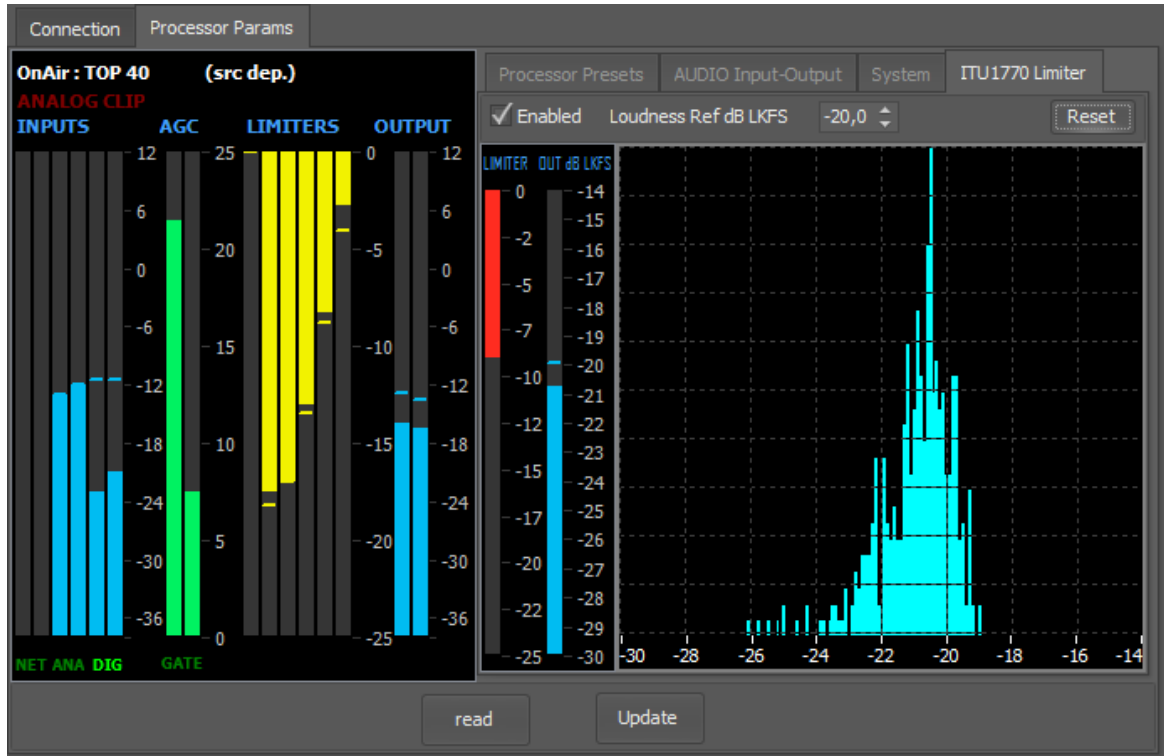 Connection Processor Params
OnAir : TOP 40 (src dep.)
ANALOG CLIP
INPUTS AGC LIMITERS OUTPUT
12 25 0 12
6 20 -5 6
0 0
-6 15 -10 -6
-12 -12
-18 10 -15 -18
-24 -24
-30 5 -20 -30
-36 -36
0 -25
NET ANA DIG GATE
Processor Presets AUDIO Input-Output System ITU1770 Limiter
Enabled Loudness Ref dB LKFS -20,0 Reset
LIMITER OUT dB LKFS
0 -14
-15
-2 -16
-17
-5 -18
-7 -19
-20
-10 -21
-12 -22
-23
-15 -24
-25
-17 -26
-20 -27
-28
-22 -29
-25 -30
-30 -28 -26 -24 -22 -20 -18 -16 -14
read Update